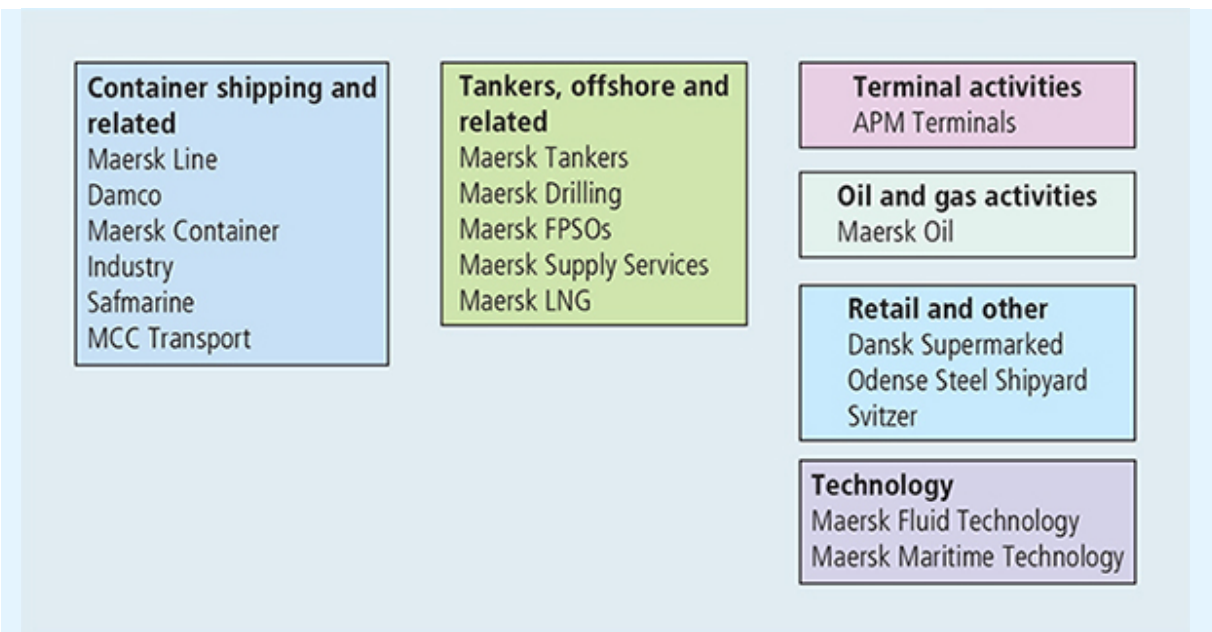 Container shipping and
related
Maersk Line
Damco
Maersk Container
Industry
Safmarine
MCC Transport
Tankers, offshore and
related
Maersk Tankers
Maersk Drilling
Maersk FPSOs
Maersk Supply Services
Maersk LNG
Terminal activities
APM Terminals
Oil and gas activities
Maersk Oil
Retail and other
Dansk Supermarked
Odense Steel Shipyard
Svitzer
Technology
Maersk Fluid Technology
Maersk Maritime Technology